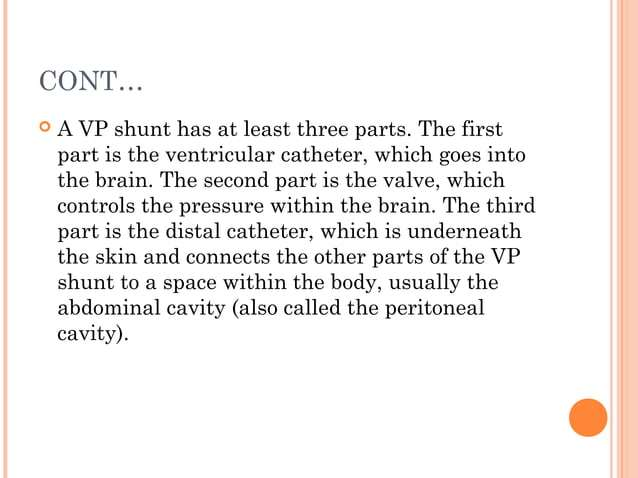 CONT…
A VP shunt has at least three parts. The first
part is the ventricular catheter, which goes into
the brain. The second part is the valve, which
controls the pressure within the brain. The third
part is the distal catheter, which is underneath
the skin and connects the other parts of the VP
shunt to a space within the body, usually the
abdominal cavity (also called the peritoneal
cavity).